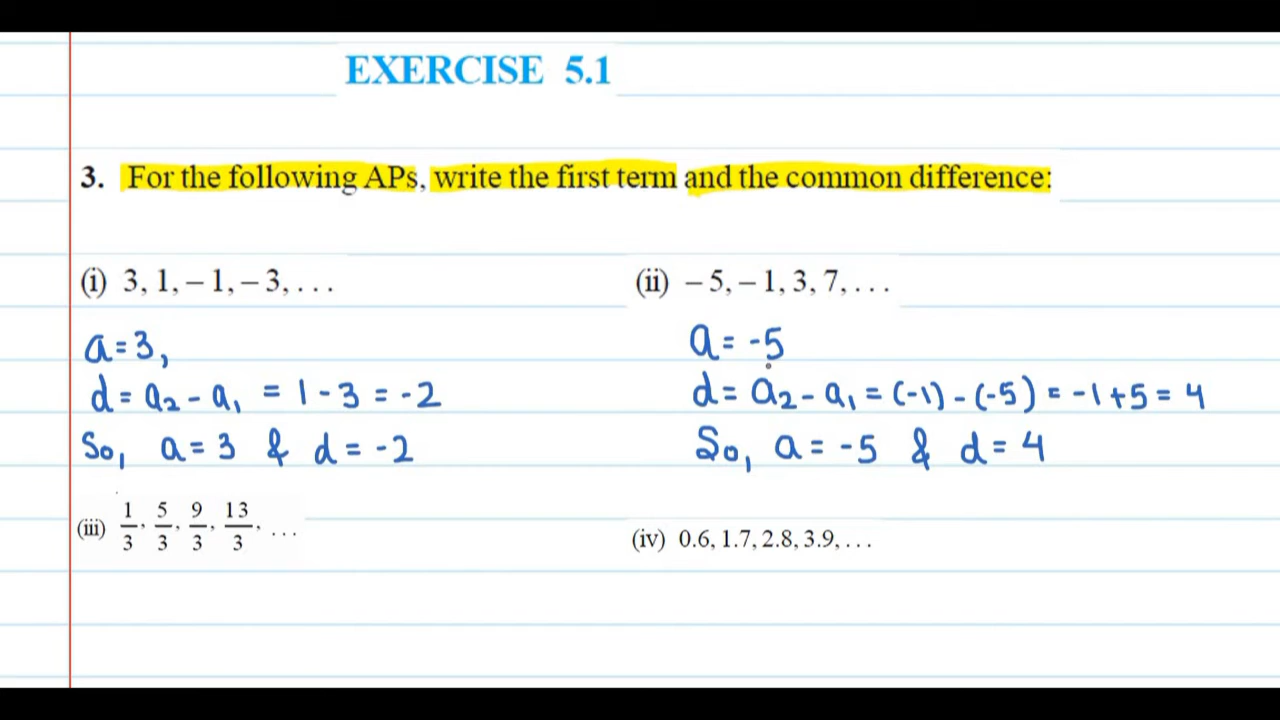 EXERCISE 5.1
3. For the following APs, write the first term and the common difference:
(i) 3, 1, – 1, – 3, . . .
a = 3,
d = a₂ - a₁ = 1 - 3 = -2
So, a = 3 & d = -2
(ii) – 5, – 1, 3, 7, . . .
a = -5
d = a₂ - a₁ = (-1) - (-5) = -1 + 5 = 4
So, a = -5 & d = 4
(iii) 1/3, 5/3, 9/3, 13/3, . . .
(iv) 0.6, 1.7, 2.8, 3.9, . . .